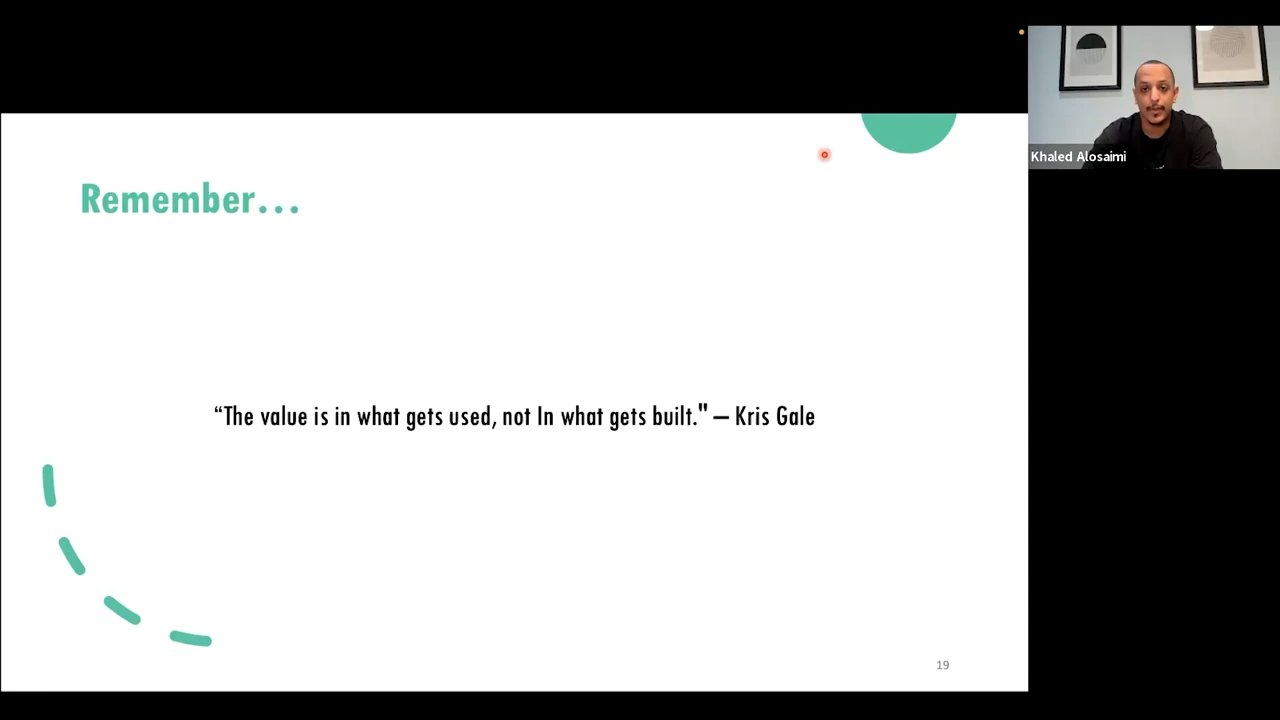 Khaled Alosaimi
Remember...
“The value is in what gets used, not In what gets built." – Kris Gale
19